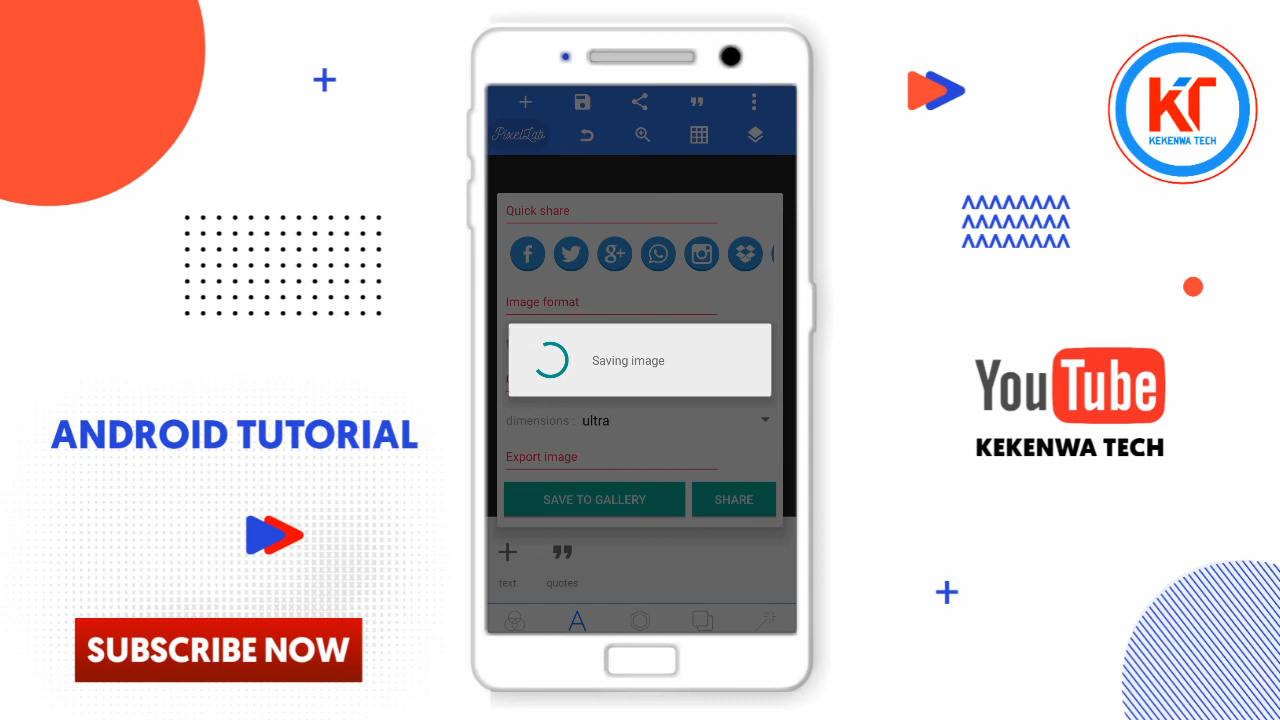 KT
KEKENWA TECH
PixelLab
Quick share
Image format
Saving image
dimensions : ultra
Export image
SAVE TO GALLERY
SHARE
text
quotes
ANDROID TUTORIAL
SUBSCRIBE NOW
YouTube
KEKENWA TECH